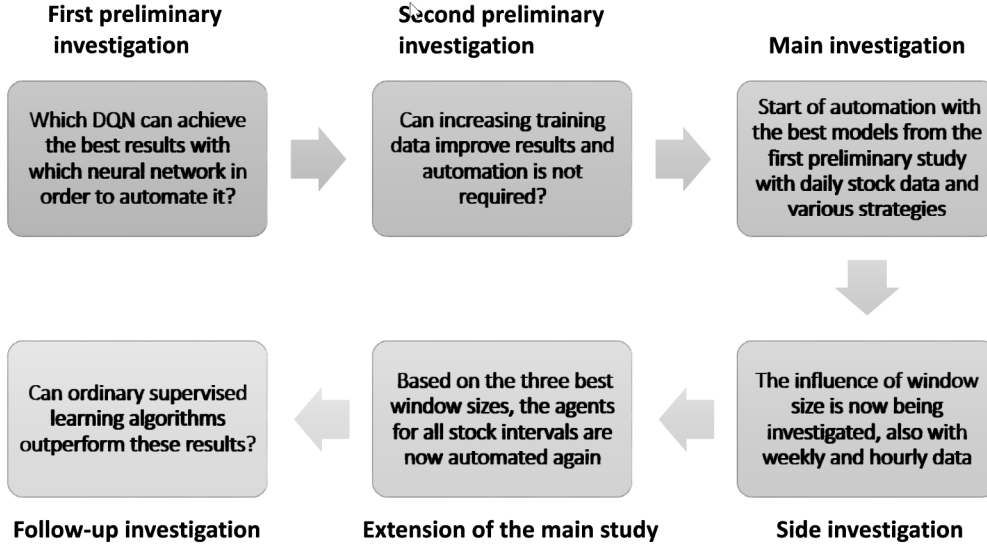 First preliminary
investigation
Second preliminary
investigation
Main investigation
Which DQN can achieve
the best results with
which neural network in
order to automate it?
Can increasing training
data improve results and
automation is not
required?
Start of automation with
the best models from the
first preliminary study
with daily stock data and
various strategies
The influence of window
size is now being
investigated, also with
weekly and hourly data
Side investigation
Based on the three best
window sizes, the agents
for all stock intervals are
now automated again
Extension of the main study
Can ordinary supervised
learning algorithms
outperform these results?
Follow-up investigation